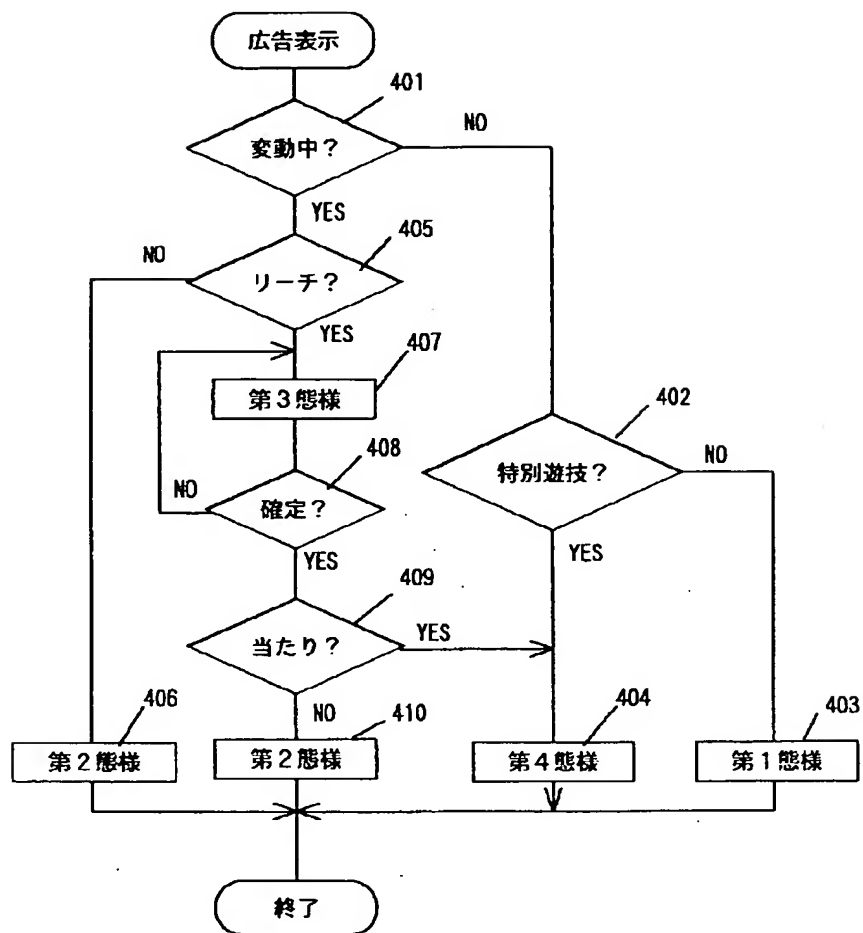 広告表示
401
変動中?
NO
YES
405
NO
リーチ?
YES
407
第3態様
402
408
特別遊技?
NO
NO
確定?
YES
YES
409
当たり?
YES
406
NO
410
403
404
第2態様
第2態様
第4態様
第1態様
終了